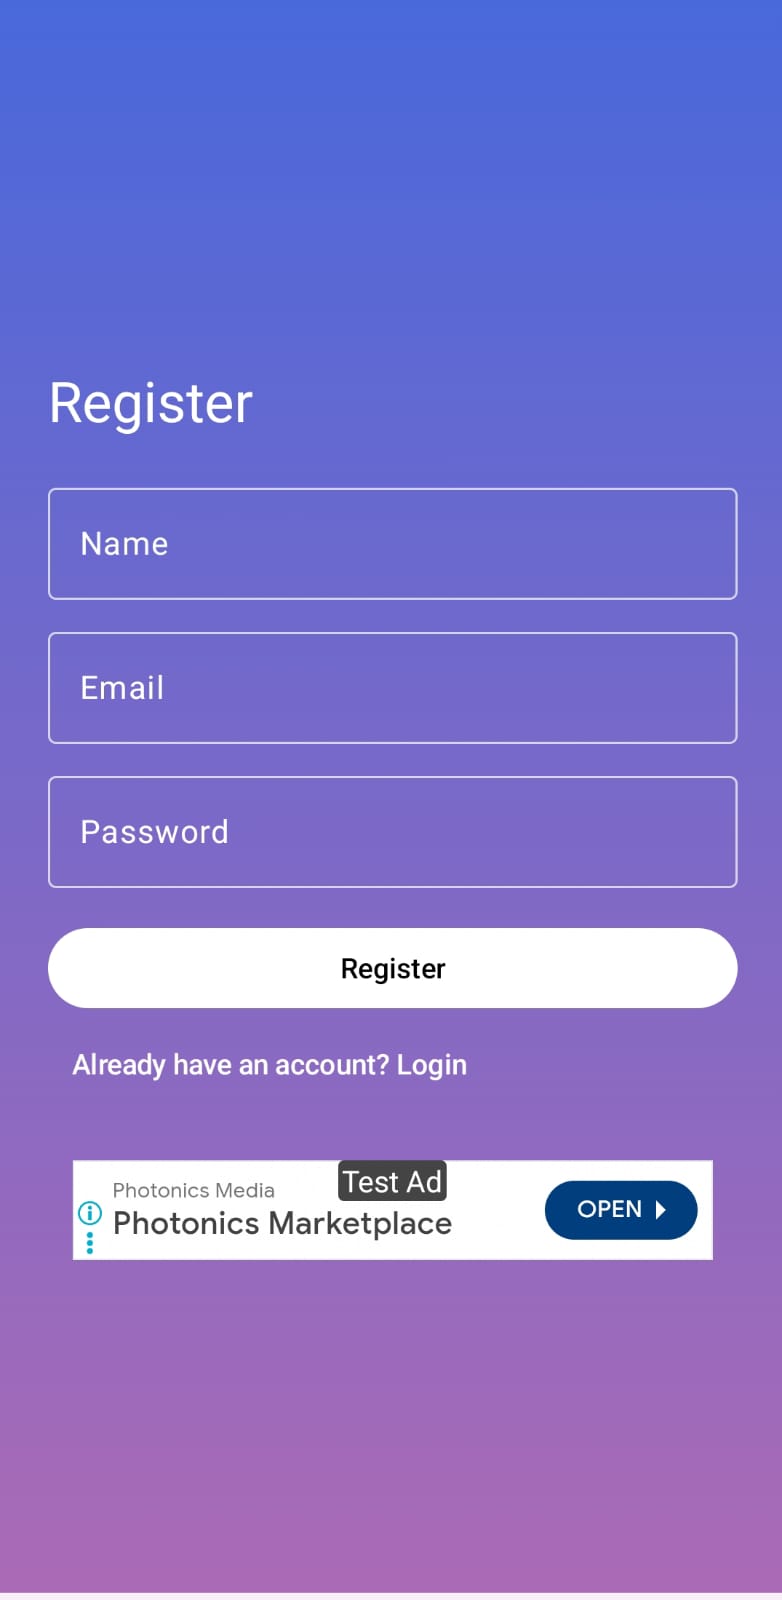 Register
Name
Email
Password
Register
Already have an account? Login
Test Ad
Photonics Media
Photonics Marketplace
OPEN